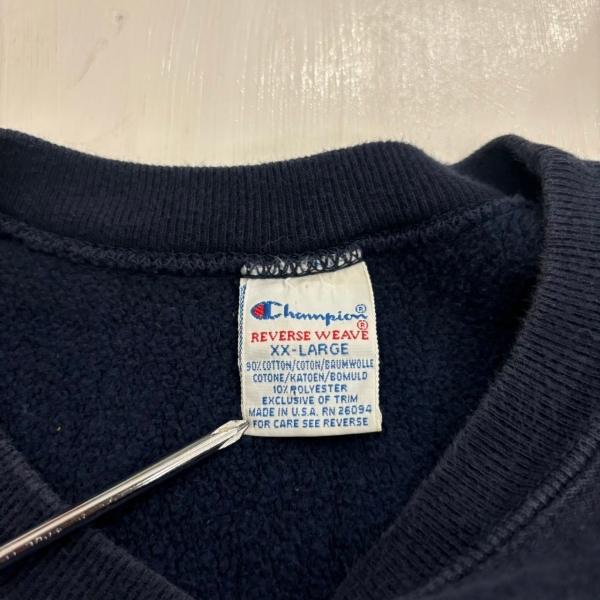 Champion®
REVERSE WEAVE®
XX-LARGE
90% COTTON/COTON/BAUMWOLLE
COTONE/KATOEN/BOMULD
10% POLYESTER
EXCLUSIVE OF TRIM
MADE IN U.S.A. RN 26094
FOR CARE SEE REVERSE